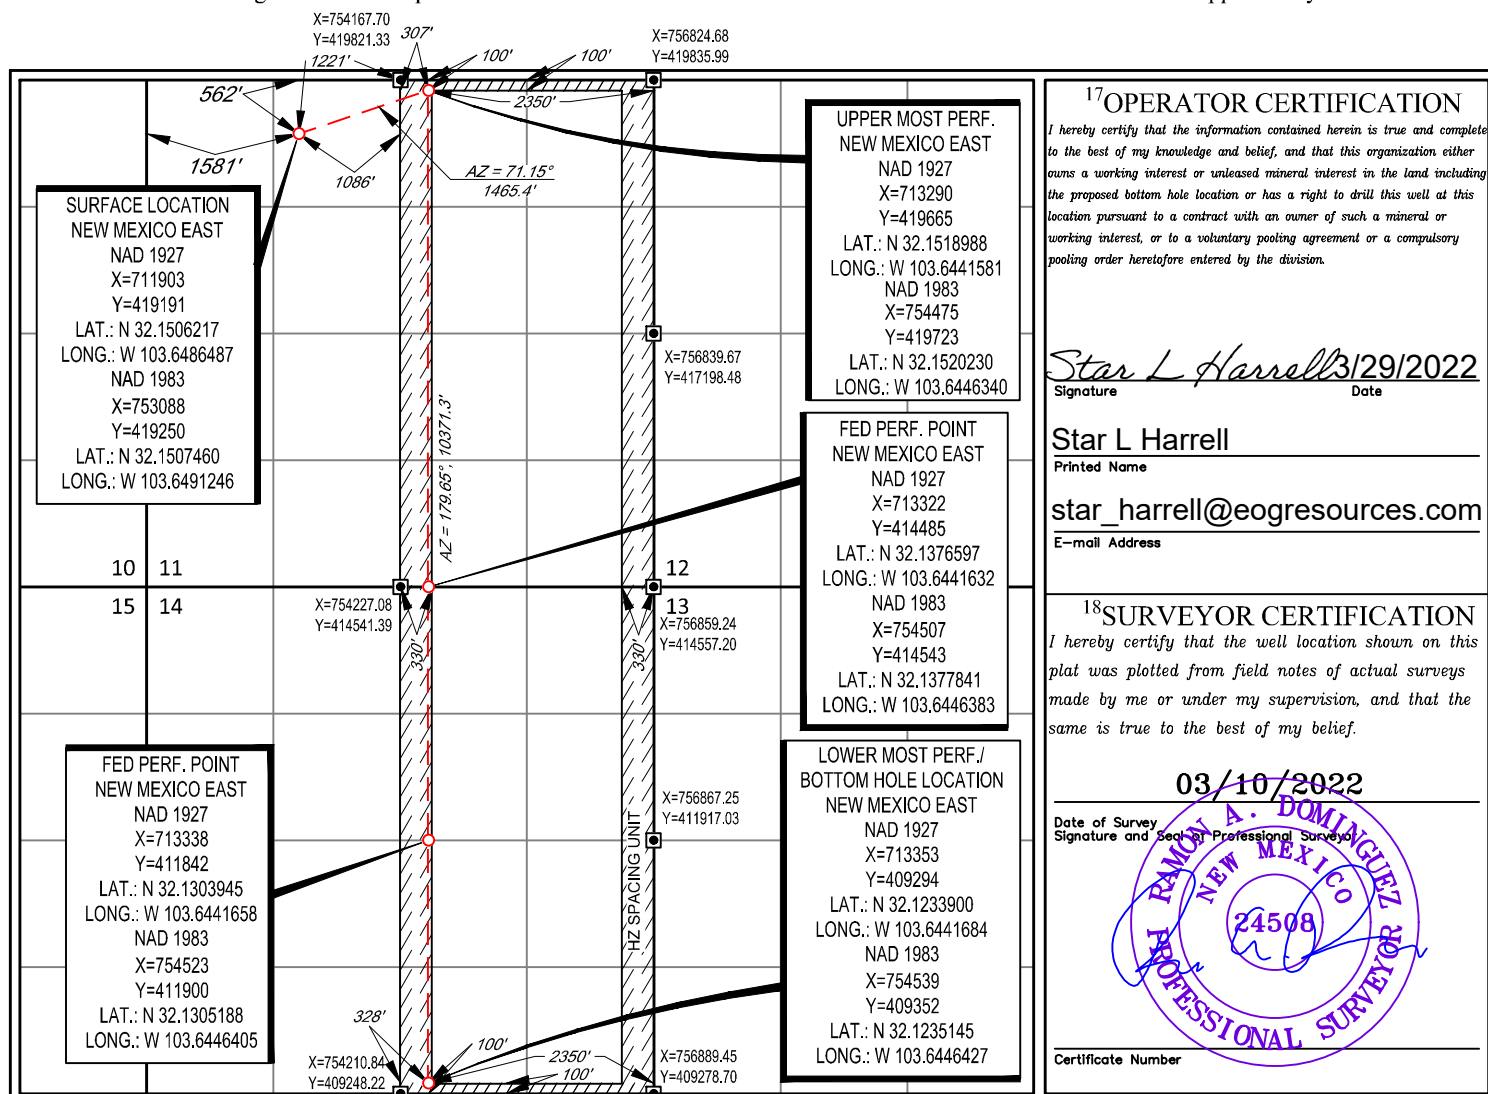 X=754167.70
Y=419821.33
307'
1221'
100'
100'
X=756824.68
Y=419835.99
562'
2350'
1581'
1086'
AZ = 71.15°
1465.4'
SURFACE LOCATION
NEW MEXICO EAST
NAD 1927
X=711903
Y=419191
LAT.: N 32.1506217
LONG.: W 103.6486487
NAD 1983
X=753088
Y=419250
LAT.: N 32.1507460
LONG.: W 103.6491246
UPPER MOST PERF.
NEW MEXICO EAST
NAD 1927
X=713290
Y=419665
LAT.: N 32.1518988
LONG.: W 103.6441581
NAD 1983
X=754475
Y=419723
LAT.: N 32.1520230
LONG.: W 103.6446340
X=756839.67
Y=417198.48
AZ = 179.65°, 10371.3'
FED PERF. POINT
NEW MEXICO EAST
NAD 1927
X=713322
Y=414506
LAT.: N 32.1376597
LONG.: W 103.6441632
NAD 1983
X=754507
Y=414543
LAT.: N 32.1377841
LONG.: W 103.6446383
10 11
12
15 14
13
X=754227.08
Y=414541.39
330'
330'
X=756859.24
Y=414557.20
FED PERF. POINT
NEW MEXICO EAST
NAD 1927
X=713338
Y=411842
LAT.: N 32.1303945
LONG.: W 103.6441658
NAD 1983
X=754523
Y=411900
LAT.: N 32.1305188
LONG.: W 103.6446405
X=756867.25
Y=411917.03
HZ SPACING UNIT
LOWER MOST PERF./
BOTTOM HOLE LOCATION
NEW MEXICO EAST
NAD 1927
X=713353
Y=409294
LAT.: N 32.1233900
LONG.: W 103.6441684
NAD 1983
X=754539
Y=409352
LAT.: N 32.1235145
LONG.: W 103.6446427
328'
100'
2350'
100'
X=754210.84
Y=409248.22
X=756889.45
Y=409278.70
17 OPERATOR CERTIFICATION
I hereby certify that the information contained herein is true and complete
to the best of my knowledge and belief, and that this organization either
owns a working interest or unleased mineral interest in the land including
the proposed bottom hole location or has a right to drill this well at this
location pursuant to a contract with an owner of such a mineral or
working interest, or to a voluntary pooling agreement or a compulsory
pooling order heretofore entered by the division.
Star L Harrell 3/29/2022
Signature Date
Star L Harrell
Printed Name
star_harrell@eogresources.com
E-mail Address
18 SURVEYOR CERTIFICATION
I hereby certify that the well location shown on this
plat was plotted from field notes of actual surveys
made by me or under my supervision, and that the
same is true to the best of my belief.
03/10/2022
Date of Survey
Signature and Seal of Professional Surveyor
RAMON A. DOMINGUEZ
NEW MEXICO
24508
PROFESSIONAL SURVEYOR
Certificate Number